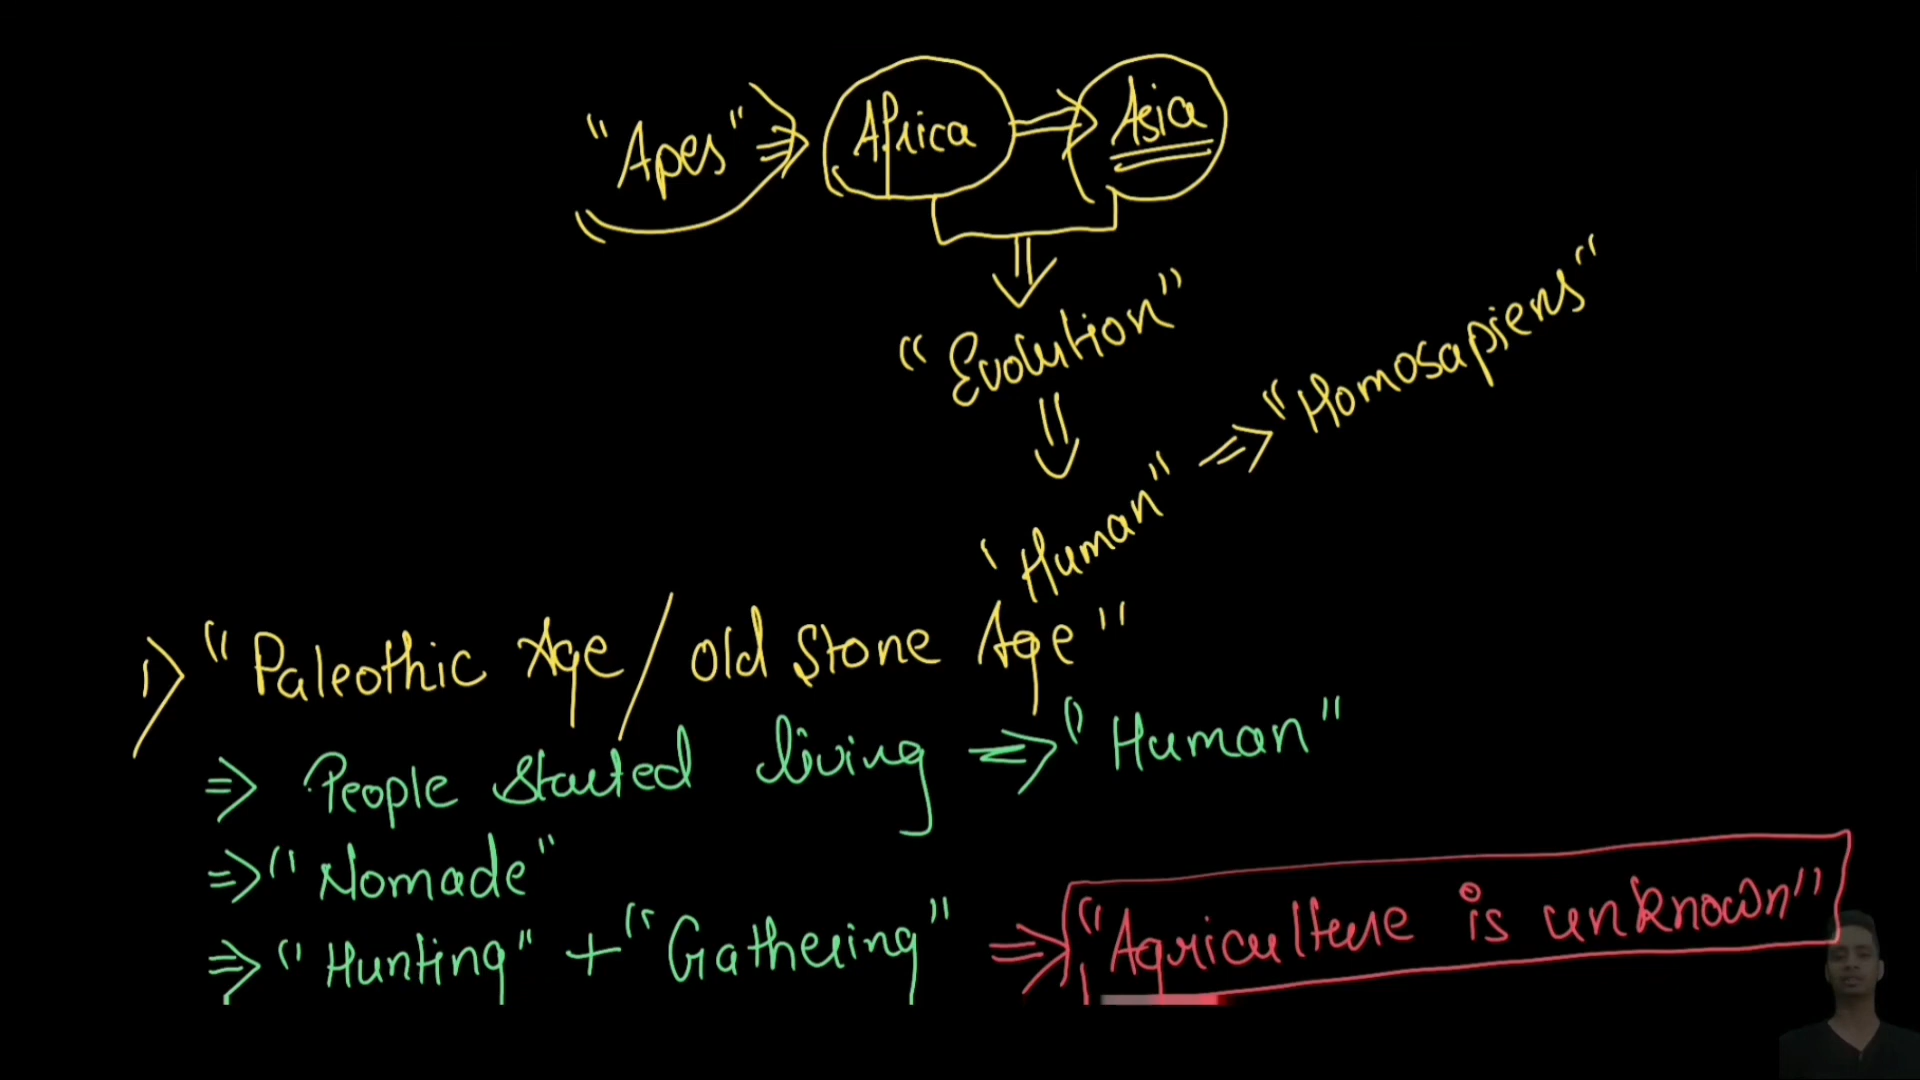 "Apes" ⇒ Africa ⇒ Asia
"Evolution"
'Human" ⇒ "Homosapiens"
1) "Paleothic Age / old stone Age"
⇒ People started living ⇒ "Human"
⇒ "Nomade"
⇒ "Hunting" + "Gathering" ⇒ "Agriculture is unknown"